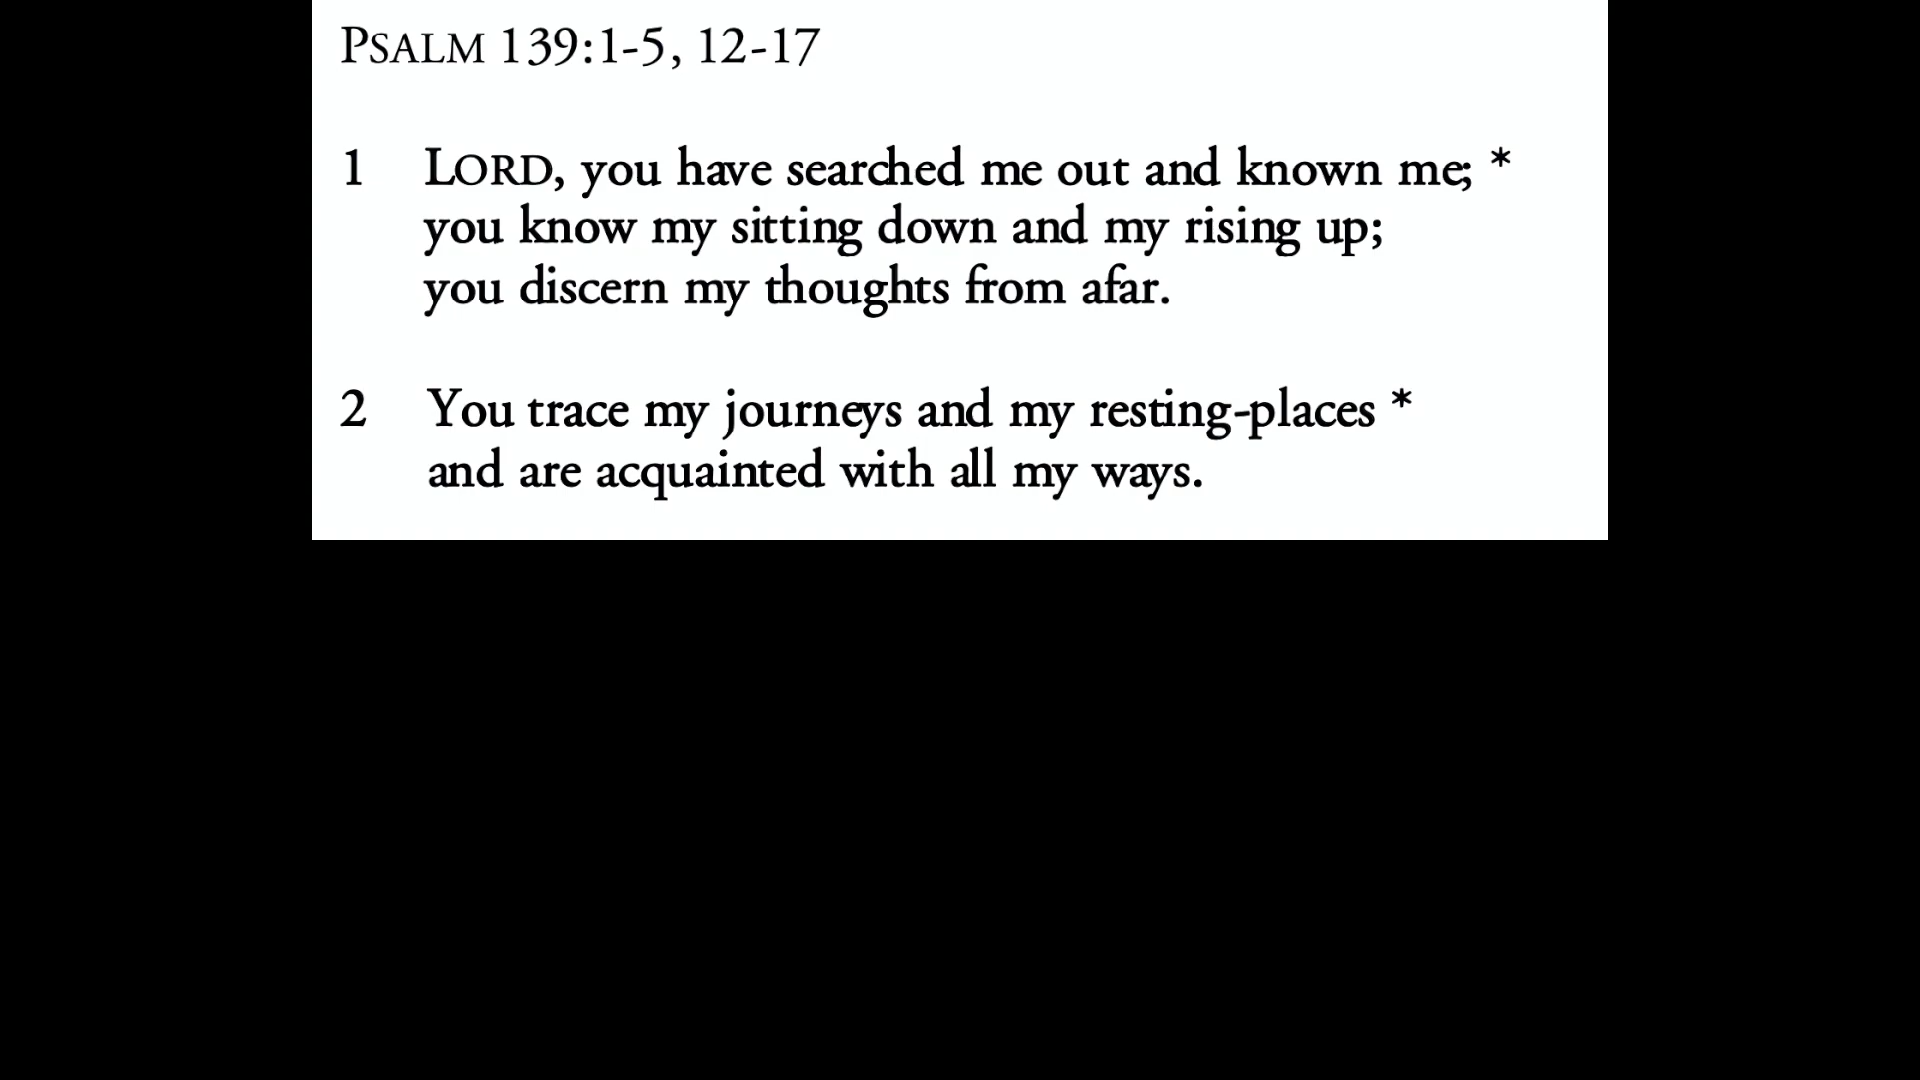 PSALM 139:1-5, 12-17
1 LORD, you have searched me out and known me; *
you know my sitting down and my rising up;
you discern my thoughts from afar.
2 You trace my journeys and my resting-places *
and are acquainted with all my ways.